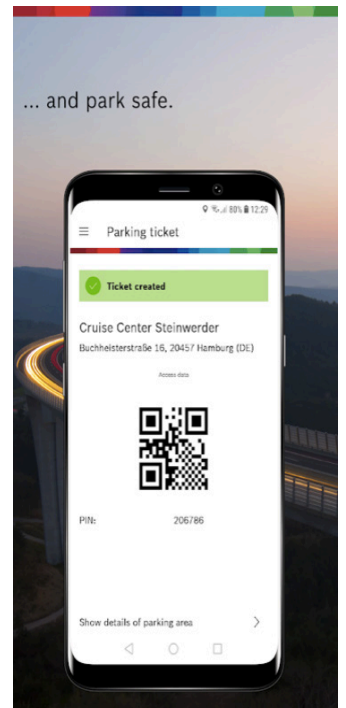 ... and park safe.
80% 12:29
Parking ticket
Ticket created
Cruise Center Steinwerder
Buchheisterstraße 16, 20457 Hamburg (DE)
Access data
PIN: 206786
Show details of parking area